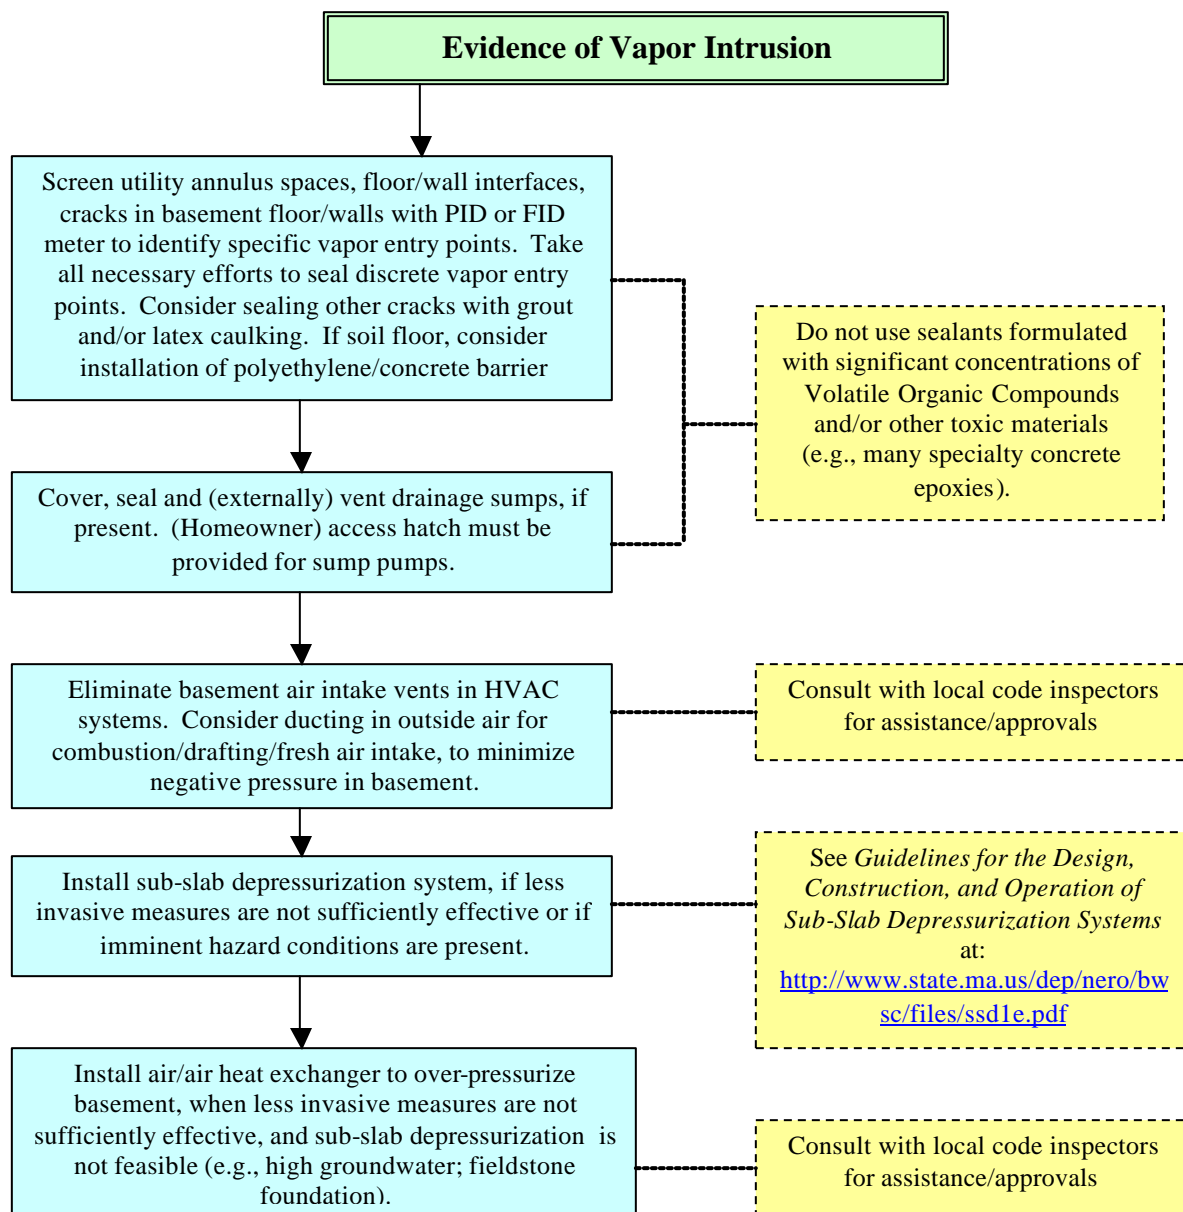 Evidence of Vapor Intrusion
Screen utility annulus spaces, floor/wall interfaces,
cracks in basement floor/walls with PID or FID
meter to identify specific vapor entry points. Take
all necessary efforts to seal discrete vapor entry
points. Consider sealing other cracks with grout
and/or latex caulking. If soil floor, consider
installation of polyethylene/concrete barrier
Do not use sealants formulated
with significant concentrations of
Volatile Organic Compounds
and/or other toxic materials
(e.g., many specialty concrete
epoxies).
Cover, seal and (externally) vent drainage sumps, if
present. (Homeowner) access hatch must be
provided for sump pumps.
Eliminate basement air intake vents in HVAC
systems. Consider ducting in outside air for
combustion/drafting/fresh air intake, to minimize
negative pressure in basement.
Consult with local code inspectors
for assistance/approvals
Install sub-slab depressurization system, if less
invasive measures are not sufficiently effective or if
imminent hazard conditions are present.
See Guidelines for the Design,
Construction, and Operation of
Sub-Slab Depressurization Systems
at:
http://www.state.ma.us/dep/nero/bw
sc/files/ssd1e.pdf
Install air/air heat exchanger to over-pressurize
basement, when less invasive measures are not
sufficiently effective, and sub-slab depressurization is
not feasible (e.g., high groundwater; fieldstone
foundation).
Consult with local code inspectors
for assistance/approvals